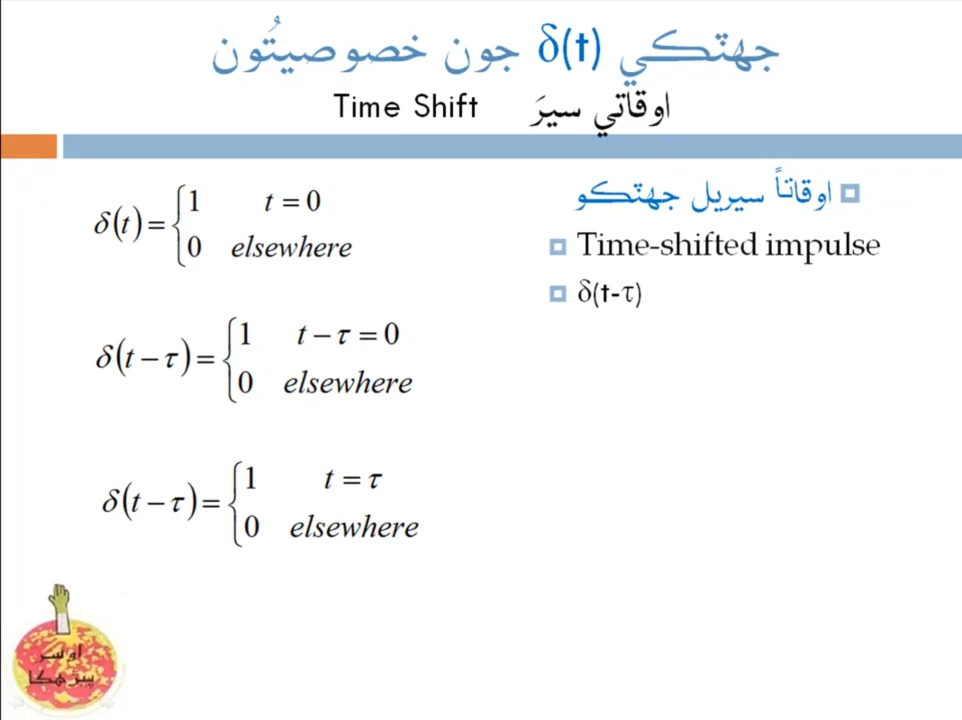 جهٽڪي δ(t) جون خصوصيتُون
اوقاتي سيرَ Time Shift
اوقاتاً سيريل جهٽڪو
Time-shifted impulse
δ(t-τ)
δ(t) = { 1 t = 0
0 elsewhere
δ(t − τ) = { 1 t − τ = 0
0 elsewhere
δ(t − τ) = { 1 t = τ
0 elsewhere